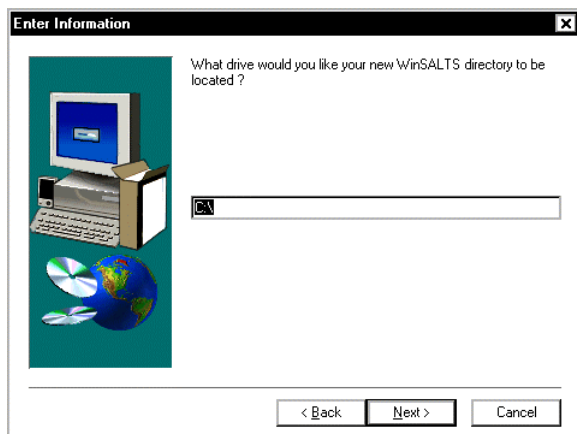 Enter Information
What drive would you like your new WinSALTS directory to be
located ?
C:\
< Back
Next >
Cancel